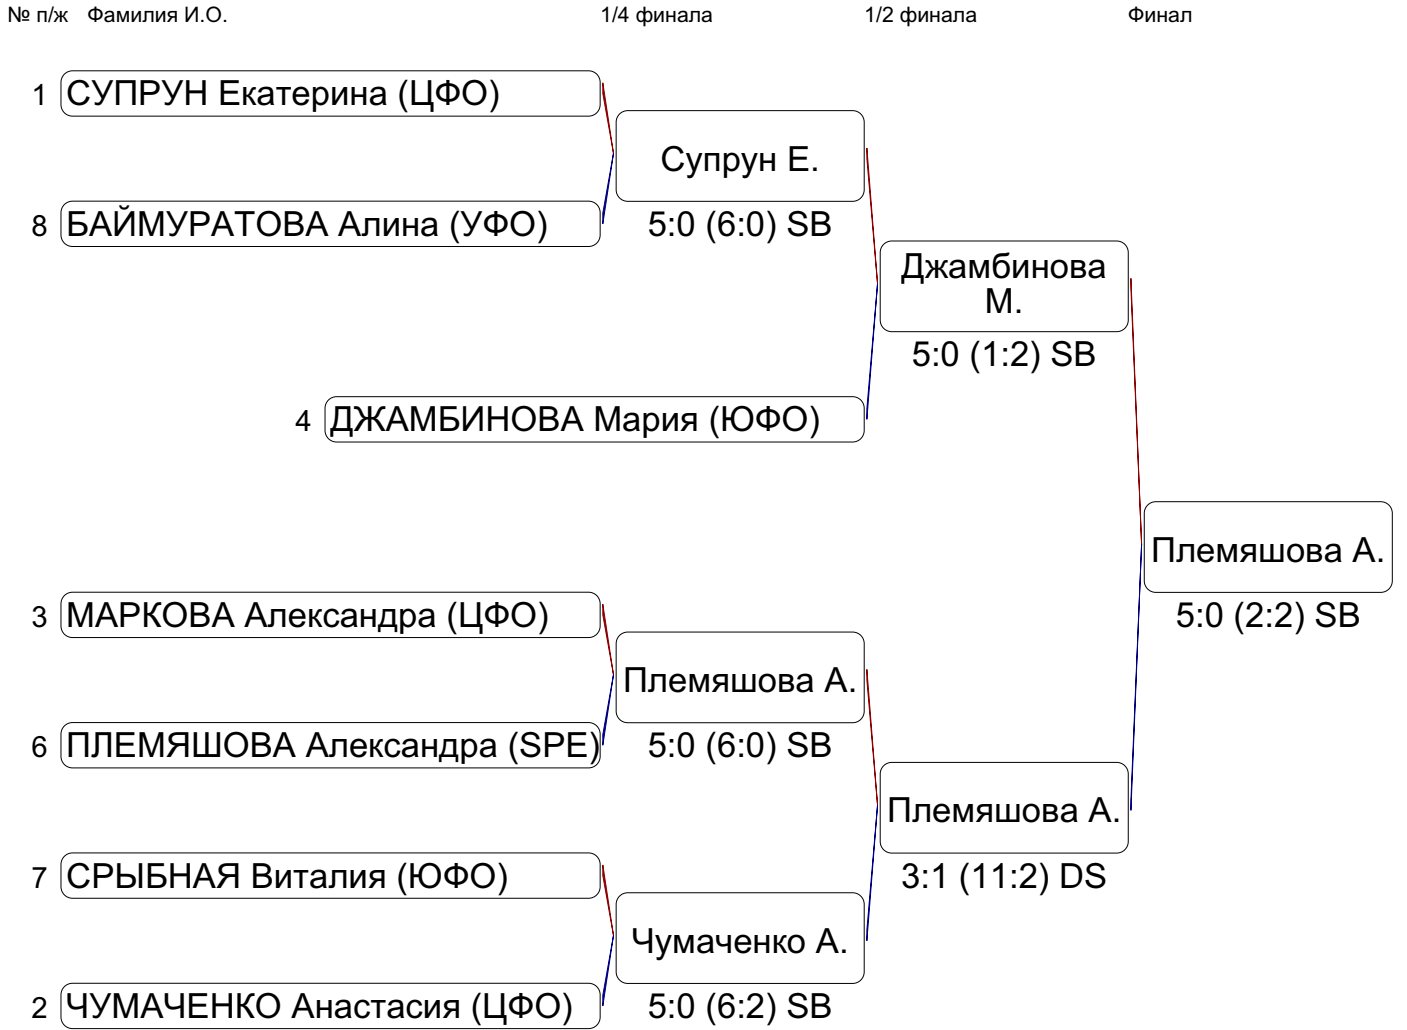 № п/ж Фамилия И.О. 1/4 финала 1/2 финала Финал
1 СУПРУН Екатерина (ЦФО)
Супрун Е.
8 БАЙМУРАТОВА Алина (УФО) 5:0 (6:0) SB
Джамбинова
М.
5:0 (1:2) SB
4 ДЖАМБИНОВА Мария (ЮФО)
Племяшова А.
3 МАРКОВА Александра (ЦФО) 5:0 (2:2) SB
Племяшова А.
6 ПЛЕМЯШОВА Александра (SPE) 5:0 (6:0) SB
Племяшова А.
7 СРЫБНАЯ Виталия (ЮФО) 3:1 (11:2) DS
Чумаченко А.
2 ЧУМАЧЕНКО Анастасия (ЦФО) 5:0 (6:2) SB